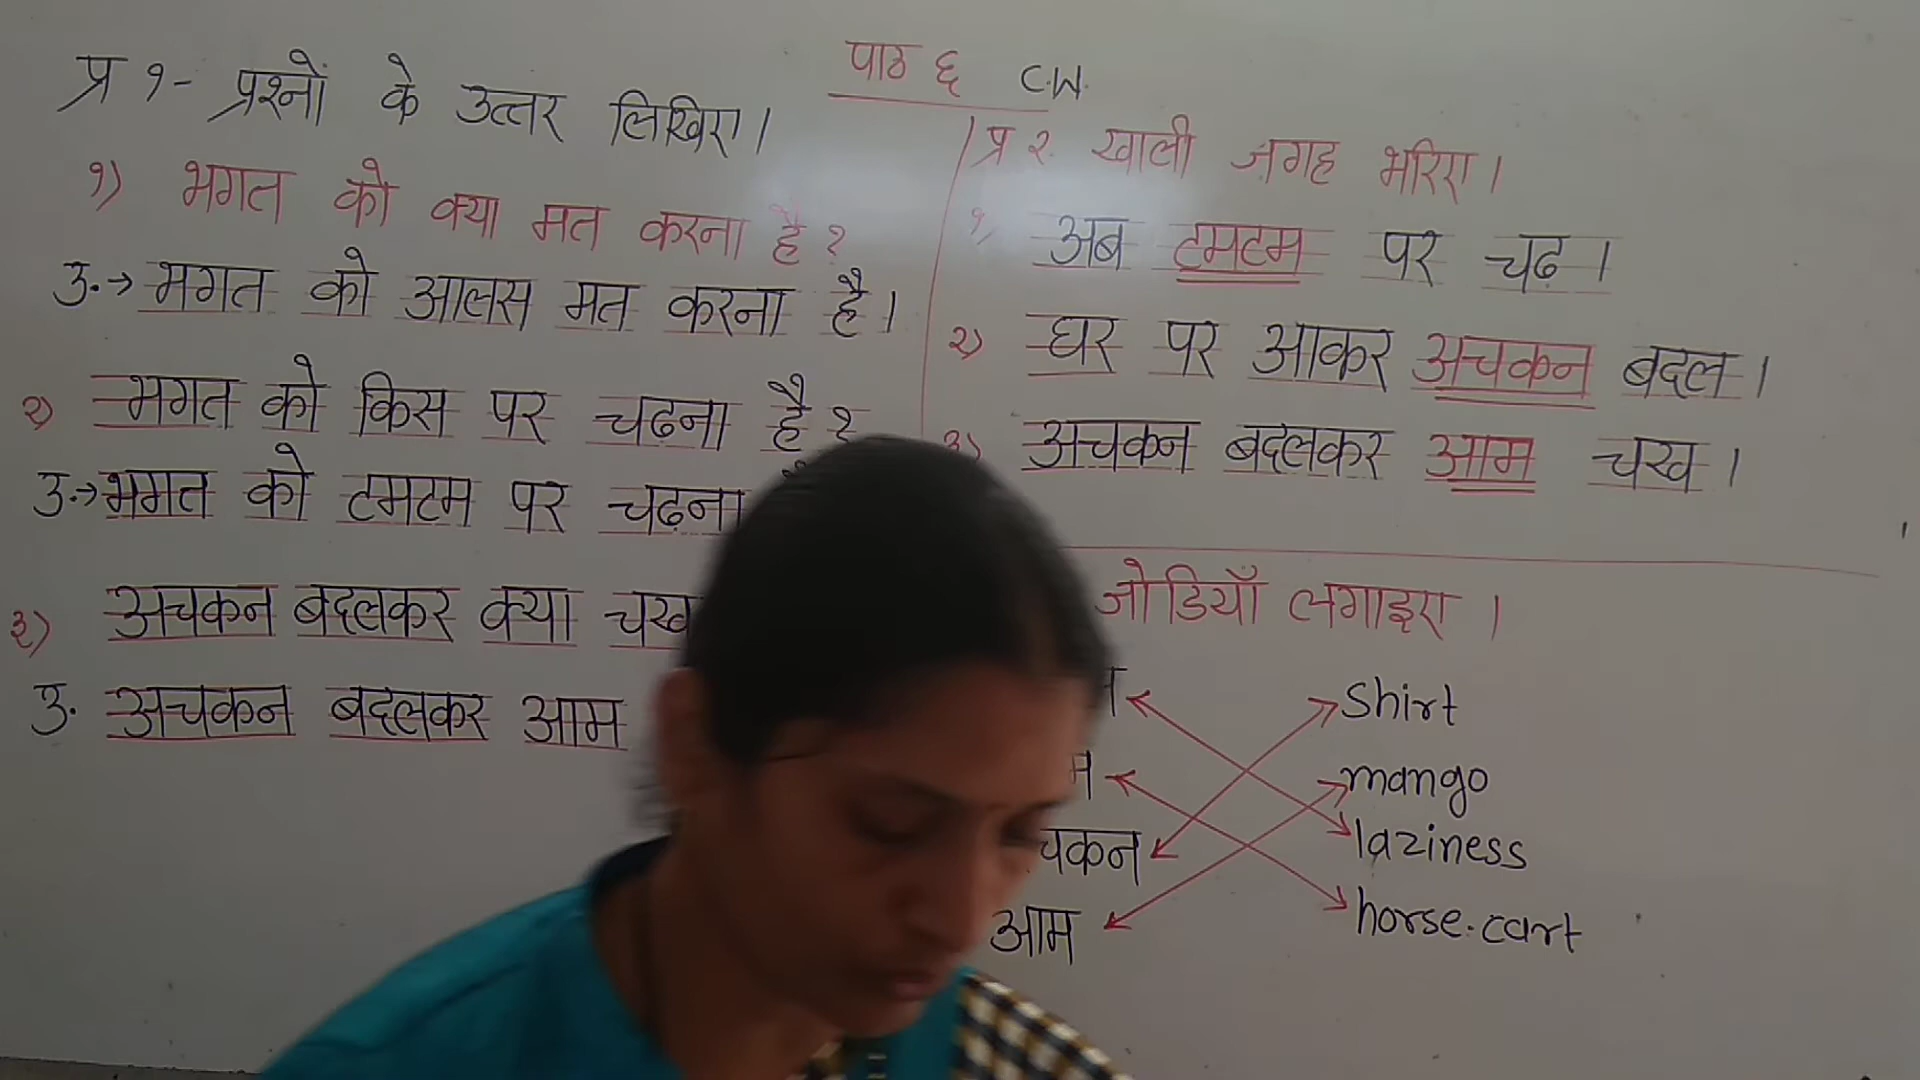 पाठ ६ C.W.
प्र १- प्रश्नों के उत्तर लिखिए।
१) भगत को क्या मत करना है?
उ.→ भगत को आलस मत करना है।
२) भगत को किस पर चढना है?
उ.→ भगत को टमटम पर चढ़ना
३) अचकन बदलकर क्या चख
उ. अचकन बदलकर आम
प्र २. खाली जगह भरिए।
१) अब टमटम पर चढ़।
२) घर पर आकर अचकन बदल।
३) अचकन बदलकर आम चख।
जोडियाँ लगाइए।
shirt
mango
चकन laziness
आम horse.cart